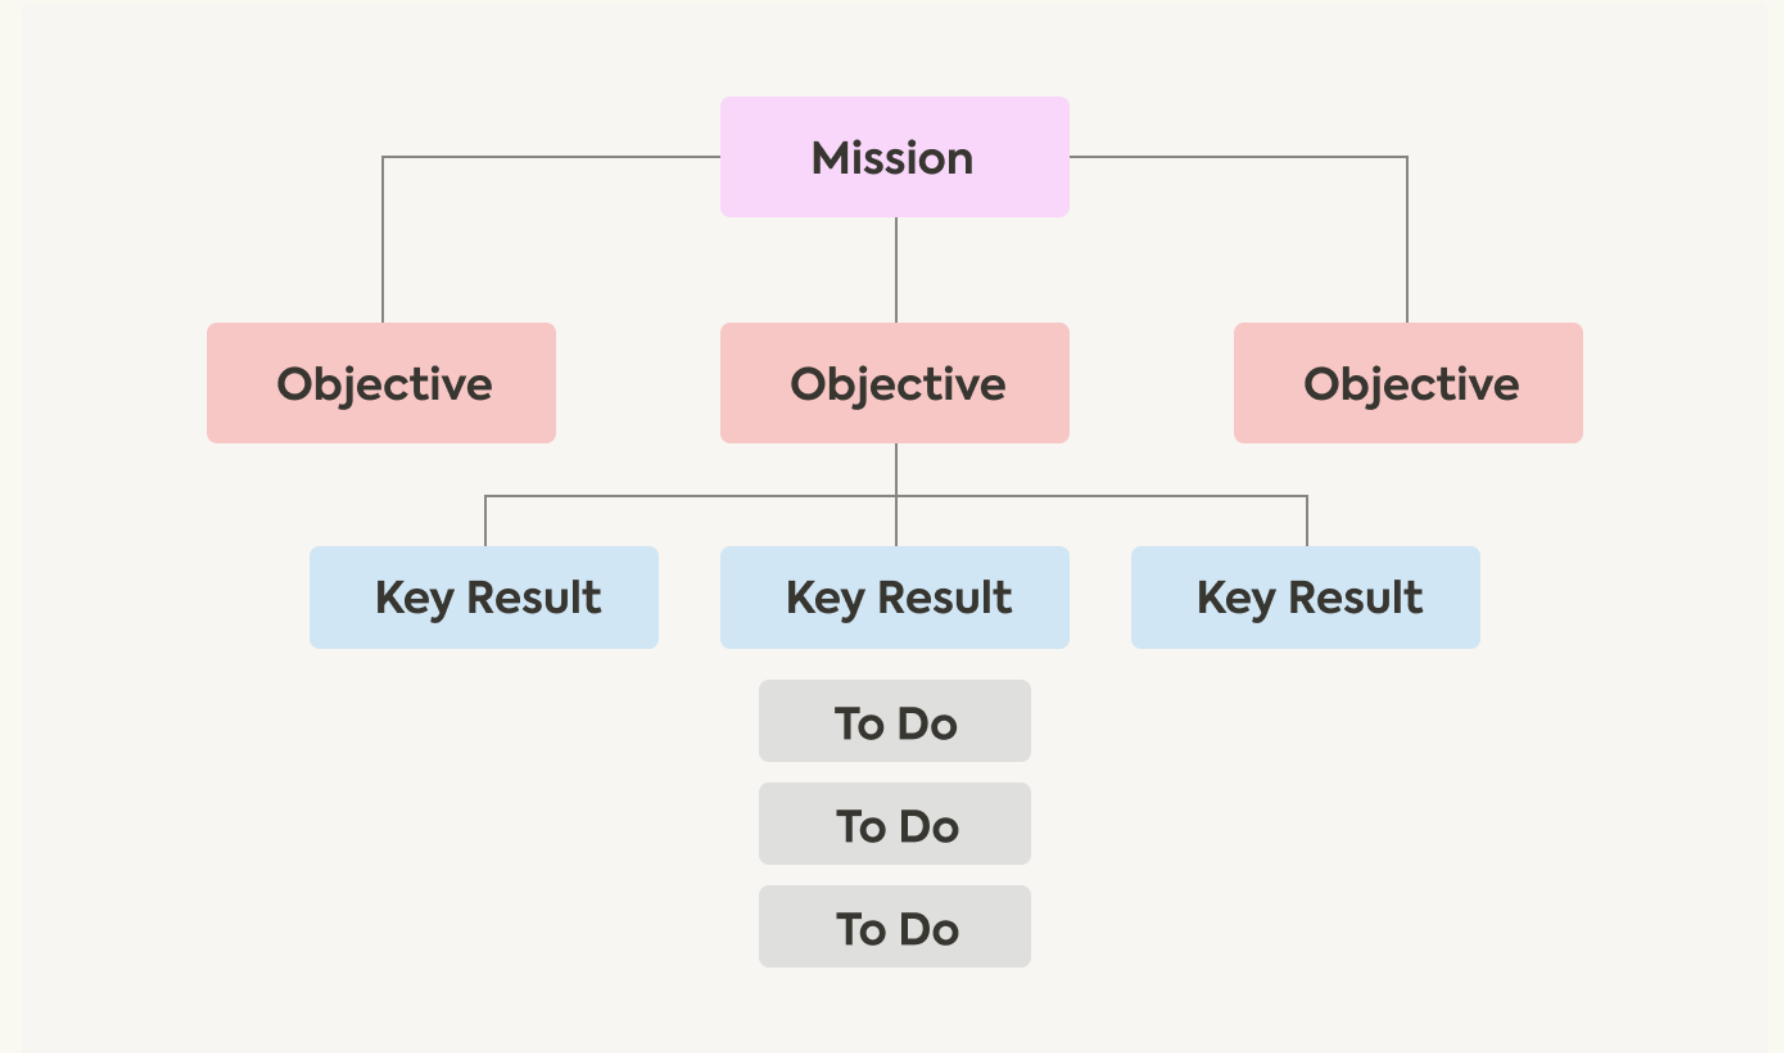 Mission
Objective
Objective
Objective
Key Result
Key Result
Key Result
To Do
To Do
To Do